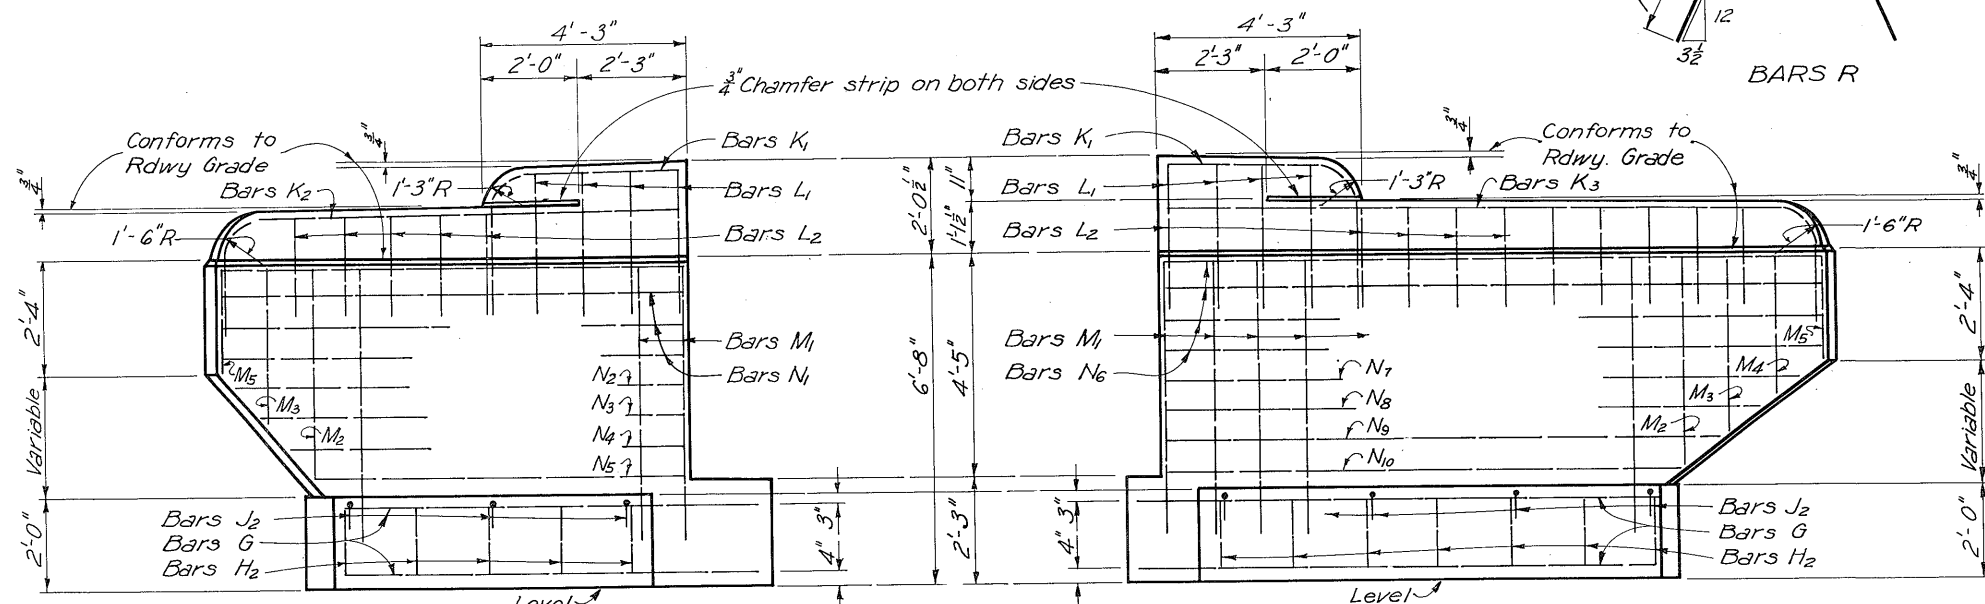 4'-3"
2'-0" 2'-3"
3/4" Chamfer strip on both sides
4'-3"
2'-3" 2'-0"
12
3 1/2
BARS R
Conforms to
Rdwy Grade
3/4"
3/4"
Bars K2
1'-3"R
1'-6"R
Bars K1
Bars L1
Bars L2
2'-4"
Variable
2'-0"
M5
M3
M2
N2
N3
N4
N5
Bars M1
Bars N1
Bars J2
Bars G
Bars H2
Level
3"
4"
2'-0 1/2"
6'-8"
11"
1'-1 1/2"
4'-5"
2'-3"
Bars K1
Bars L1
Bars L2
Bars M1
Bars N6
3/4"
Conforms to
Rdwy. Grade
1'-3"R
Bars K3
3/4"
1'-6"R
2'-4"
Variable
2'-0"
M5
M4
M3
M2
N7
N8
N9
N10
3"
4"
Bars J2
Bars G
Bars H2
Level